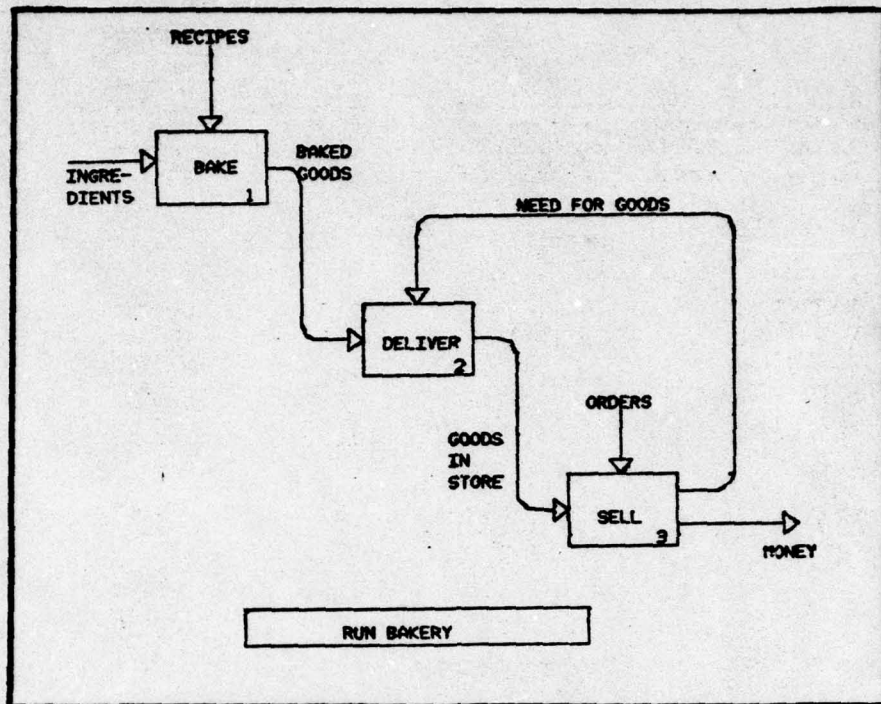 RECIPES
INGRE-
DIENTS
BAKE
1
BAKED
GOODS
NEED FOR GOODS
DELIVER
2
ORDERS
GOODS
IN
STORE
SELL
3
MONEY
RUN BAKERY